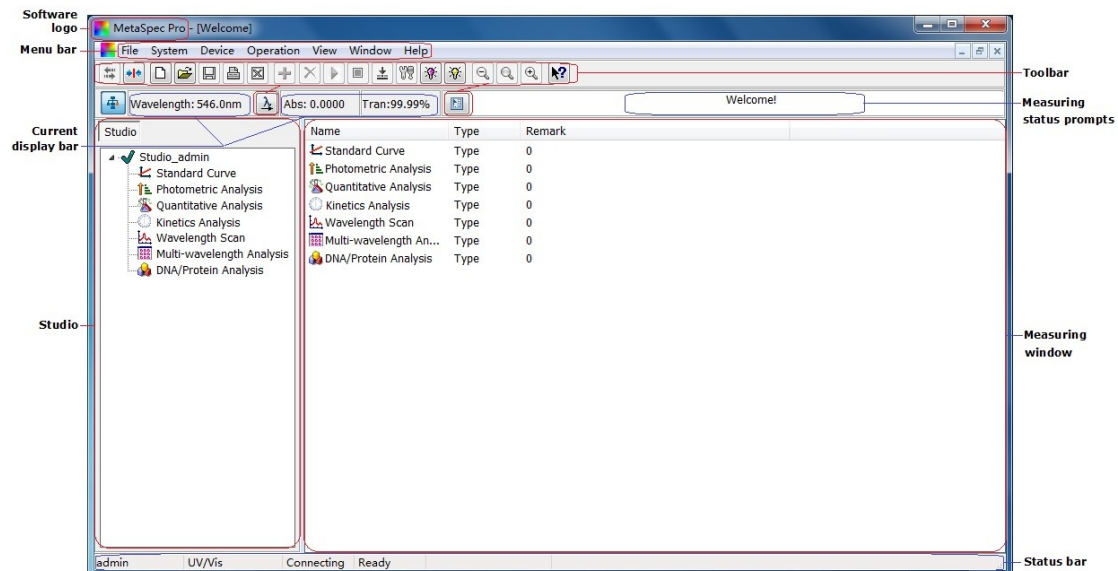 Software
logo
MetaSpec Pro - [Welcome]
Menu bar
File System Device Operation View Window Help
Toolbar
Wavelength: 546.0nm
λ
Abs: 0.0000
Tran:99.99%
Welcome!
Measuring
status prompts
Current
display bar
Studio
Name Type Remark
Studio_admin
Standard Curve
Photometric Analysis
Quantitative Analysis
Kinetics Analysis
Wavelength Scan
Multi-wavelength Analysis
DNA/Protein Analysis
Standard Curve Type 0
Photometric Analysis Type 0
Quantitative Analysis Type 0
Kinetics Analysis Type 0
Wavelength Scan Type 0
Multi-wavelength An... Type 0
DNA/Protein Analysis Type 0
Studio
Measuring
window
admin UV/Vis Connecting Ready
Status bar